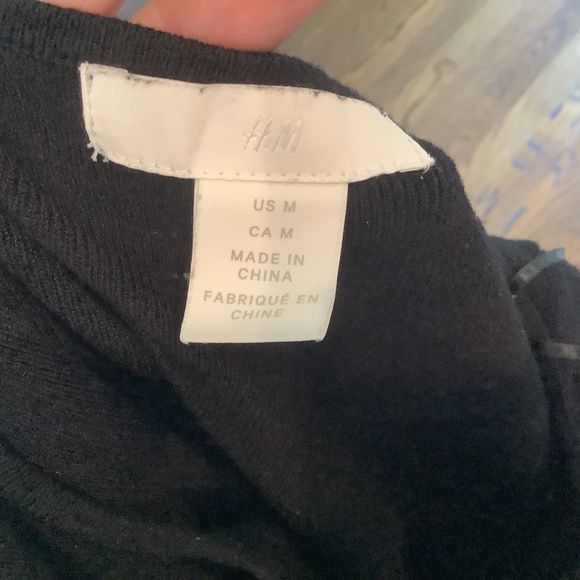 H&M
US M
CA M
MADE IN
CHINA
FABRIQUÉ EN
CHINE